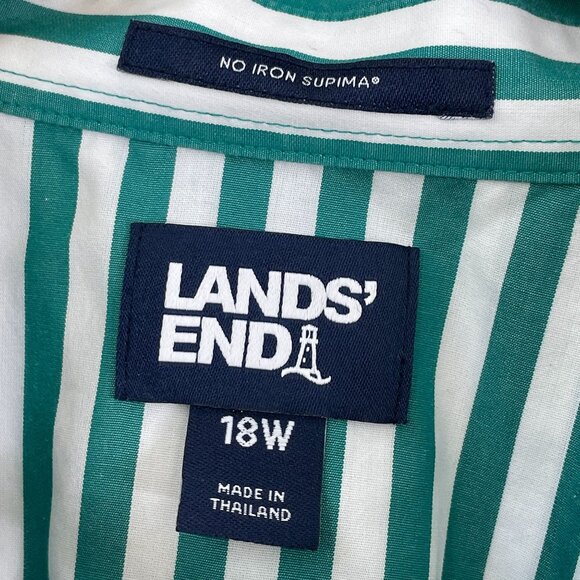 NO IRON SUPIMA®
LANDS'
END
18W
MADE IN
THAILAND